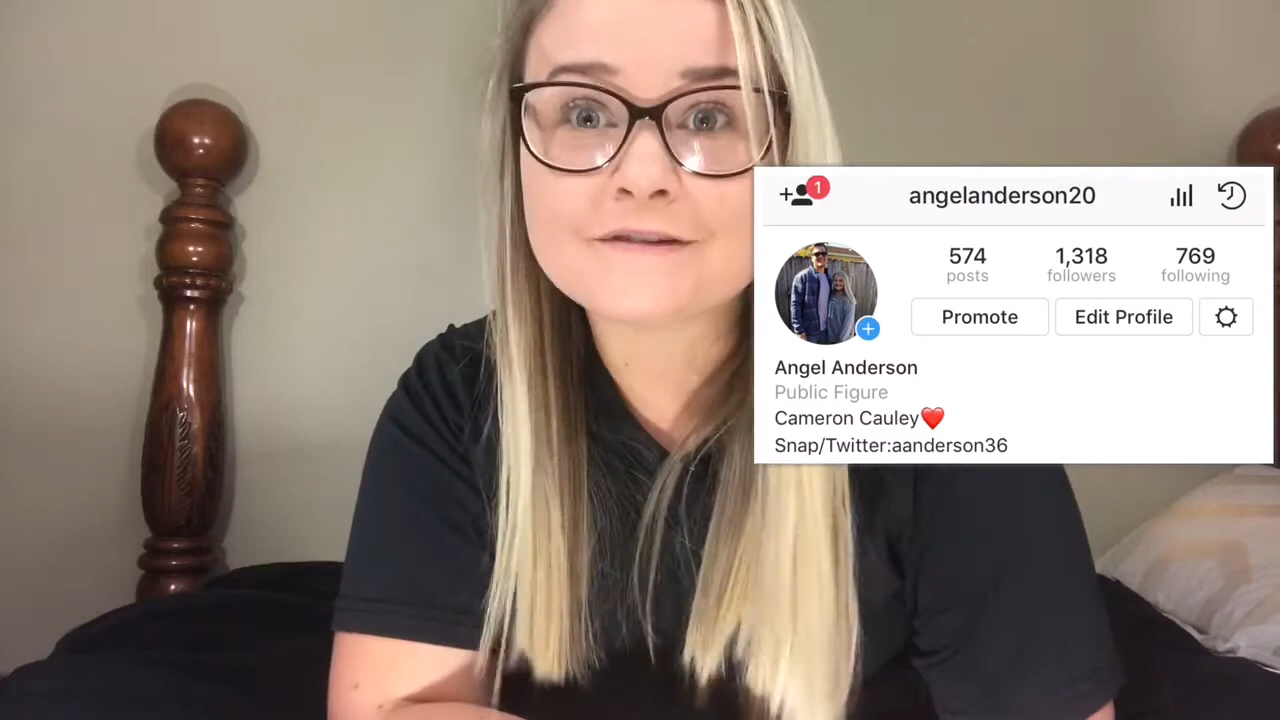 1
angelanderson20
574 1,318 769
posts followers following
Promote Edit Profile
Angel Anderson
Public Figure
Cameron Cauley❤️
Snap/Twitter:aanderson36